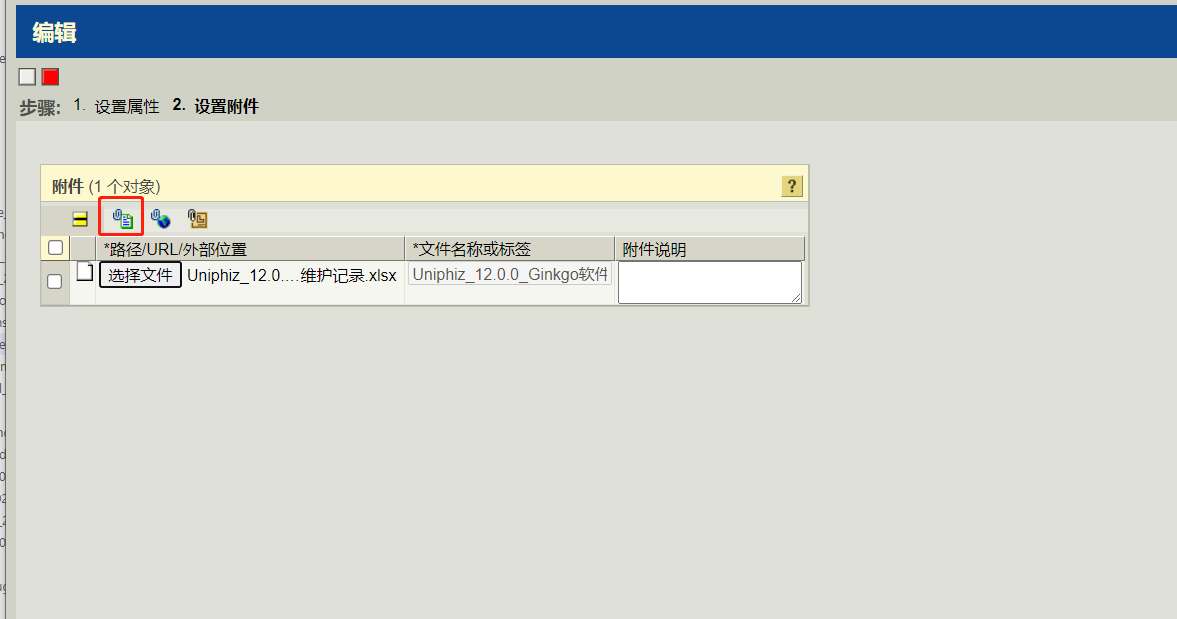 编辑
步骤: 1. 设置属性 2. 设置附件
附件 (1 个对象)
?
*路径/URL/外部位置 *文件名称或标签 附件说明
选择文件 Uniphiz_12.0....维护记录.xlsx Uniphiz_12.0.0_Ginkgo软件